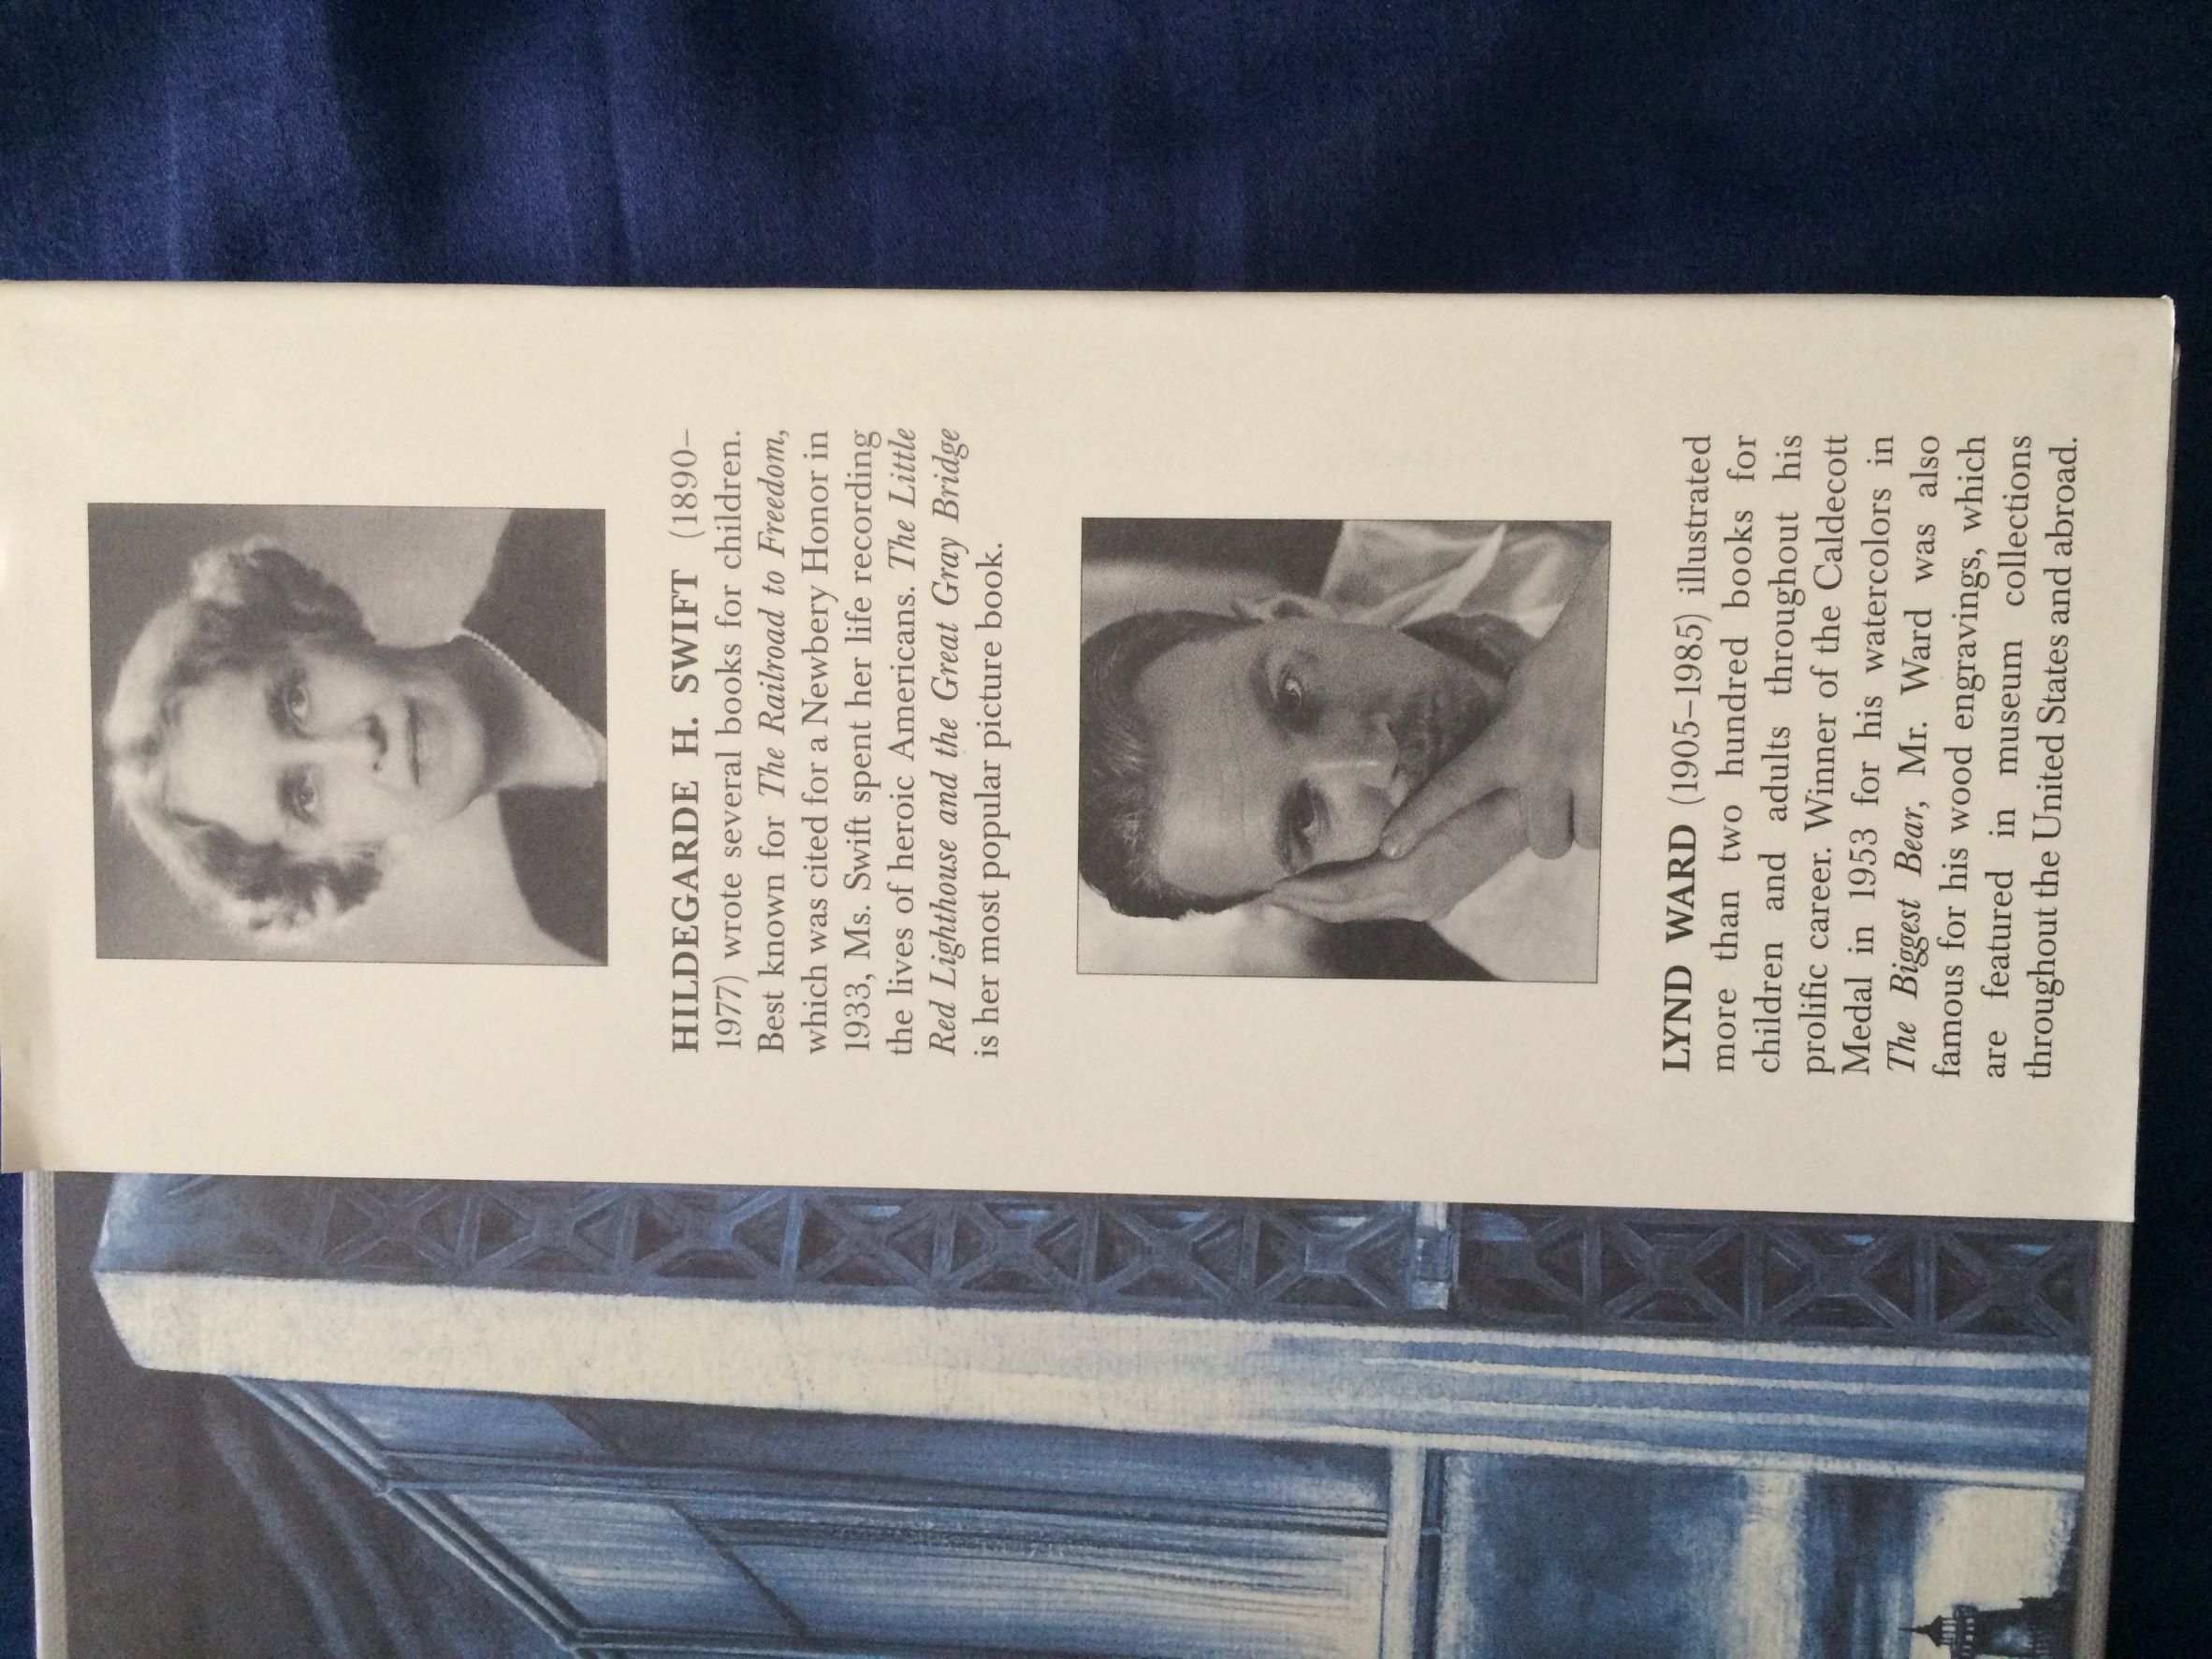 HILDEGARDE H. SWIFT (1890–
1977) wrote several books for children.
Best known for The Railroad to Freedom,
which was cited for a Newbery Honor in
1933, Ms. Swift spent her life recording
the lives of heroic Americans. The Little
Red Lighthouse and the Great Gray Bridge
is her most popular picture book.
LYND WARD (1905–1985) illustrated
more than two hundred books for
children and adults throughout his
prolific career. Winner of the Caldecott
Medal in 1953 for his watercolors in
The Biggest Bear, Mr. Ward was also
famous for his wood engravings, which
are featured in museum collections
throughout the United States and abroad.